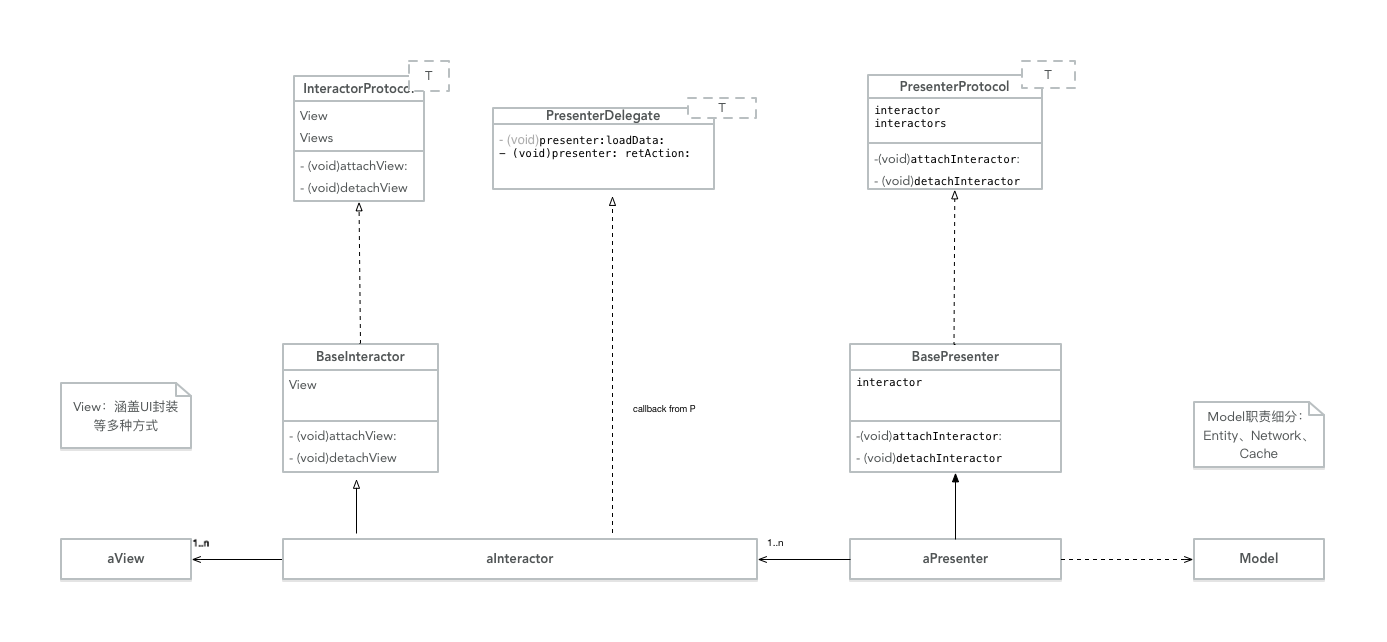 T
InteractorProtocol
View
Views
- (void)attachView:
- (void)detachView
T
PresenterDelegate
- (void)presenter:loadData:
- (void)presenter: retAction:
T
PresenterProtocol
interactor
interactors
-(void)attachInteractor:
- (void)detachInteractor
BaseInteractor
View
- (void)attachView:
- (void)detachView
callback from P
BasePresenter
interactor
-(void)attachInteractor:
- (void)detachInteractor
View：涵盖UI封装
等多种方式
Model职责细分：
Entity、Network、
Cache
aView
1..n
aInteractor
1..n
aPresenter
Model